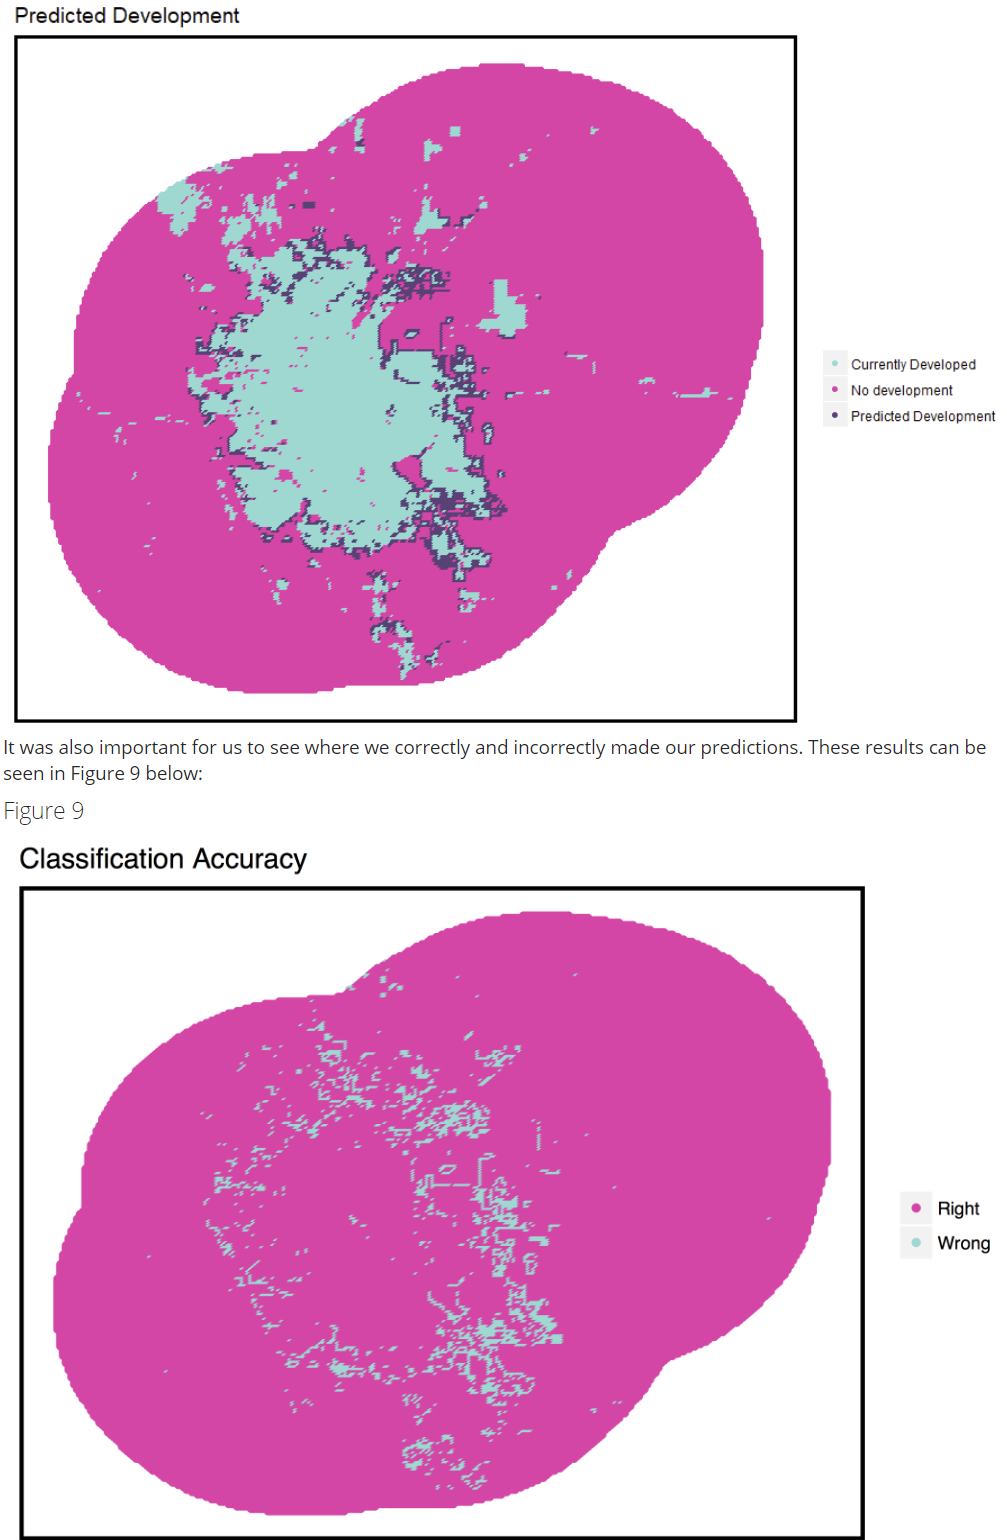 Predicted Development
Currently Developed
No development
Predicted Development
It was also important for us to see where we correctly and incorrectly made our predictions. These results can be
seen in Figure 9 below:
Figure 9
Classification Accuracy
Right
Wrong